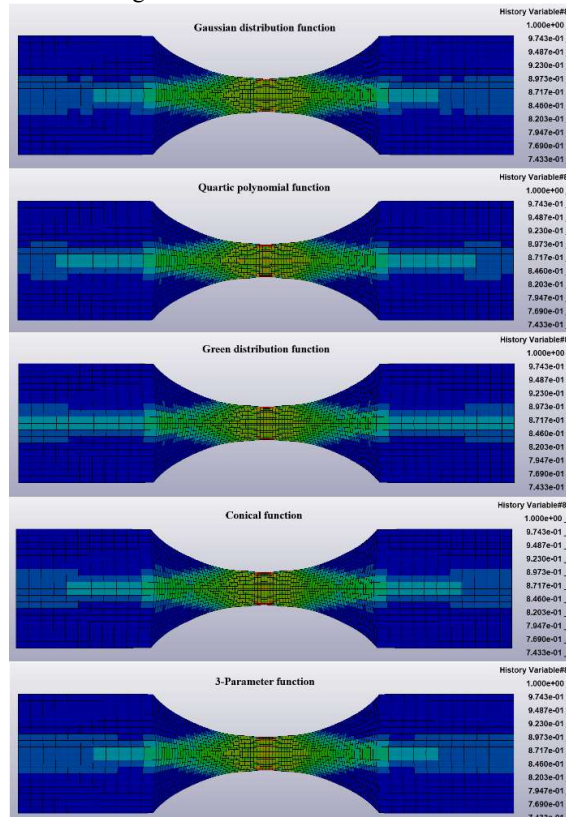 History Variable#8
Gaussian distribution function
1.000e+00
9.743e-01
9.487e-01
9.230e-01
8.973e-01
8.717e-01
8.460e-01
8.203e-01
7.947e-01
7.690e-01
7.433e-01
History Variable#8
Quartic polynomial function
1.000e+00
9.743e-01
9.487e-01
9.230e-01
8.973e-01
8.717e-01
8.460e-01
8.203e-01
7.947e-01
7.690e-01
7.433e-01
History Variable#8
Green distribution function
1.000e+00
9.743e-01
9.487e-01
9.230e-01
8.973e-01
8.717e-01
8.460e-01
8.203e-01
7.947e-01
7.690e-01
7.433e-01
History Variable#8
Conical function
1.000e+00
9.743e-01
9.487e-01
9.230e-01
8.973e-01
8.717e-01
8.460e-01
8.203e-01
7.947e-01
7.690e-01
7.433e-01
History Variable#8
3-Parameter function
1.000e+00
9.743e-01
9.487e-01
9.230e-01
8.973e-01
8.717e-01
8.460e-01
8.203e-01
7.947e-01
7.690e-01
7.433e-01